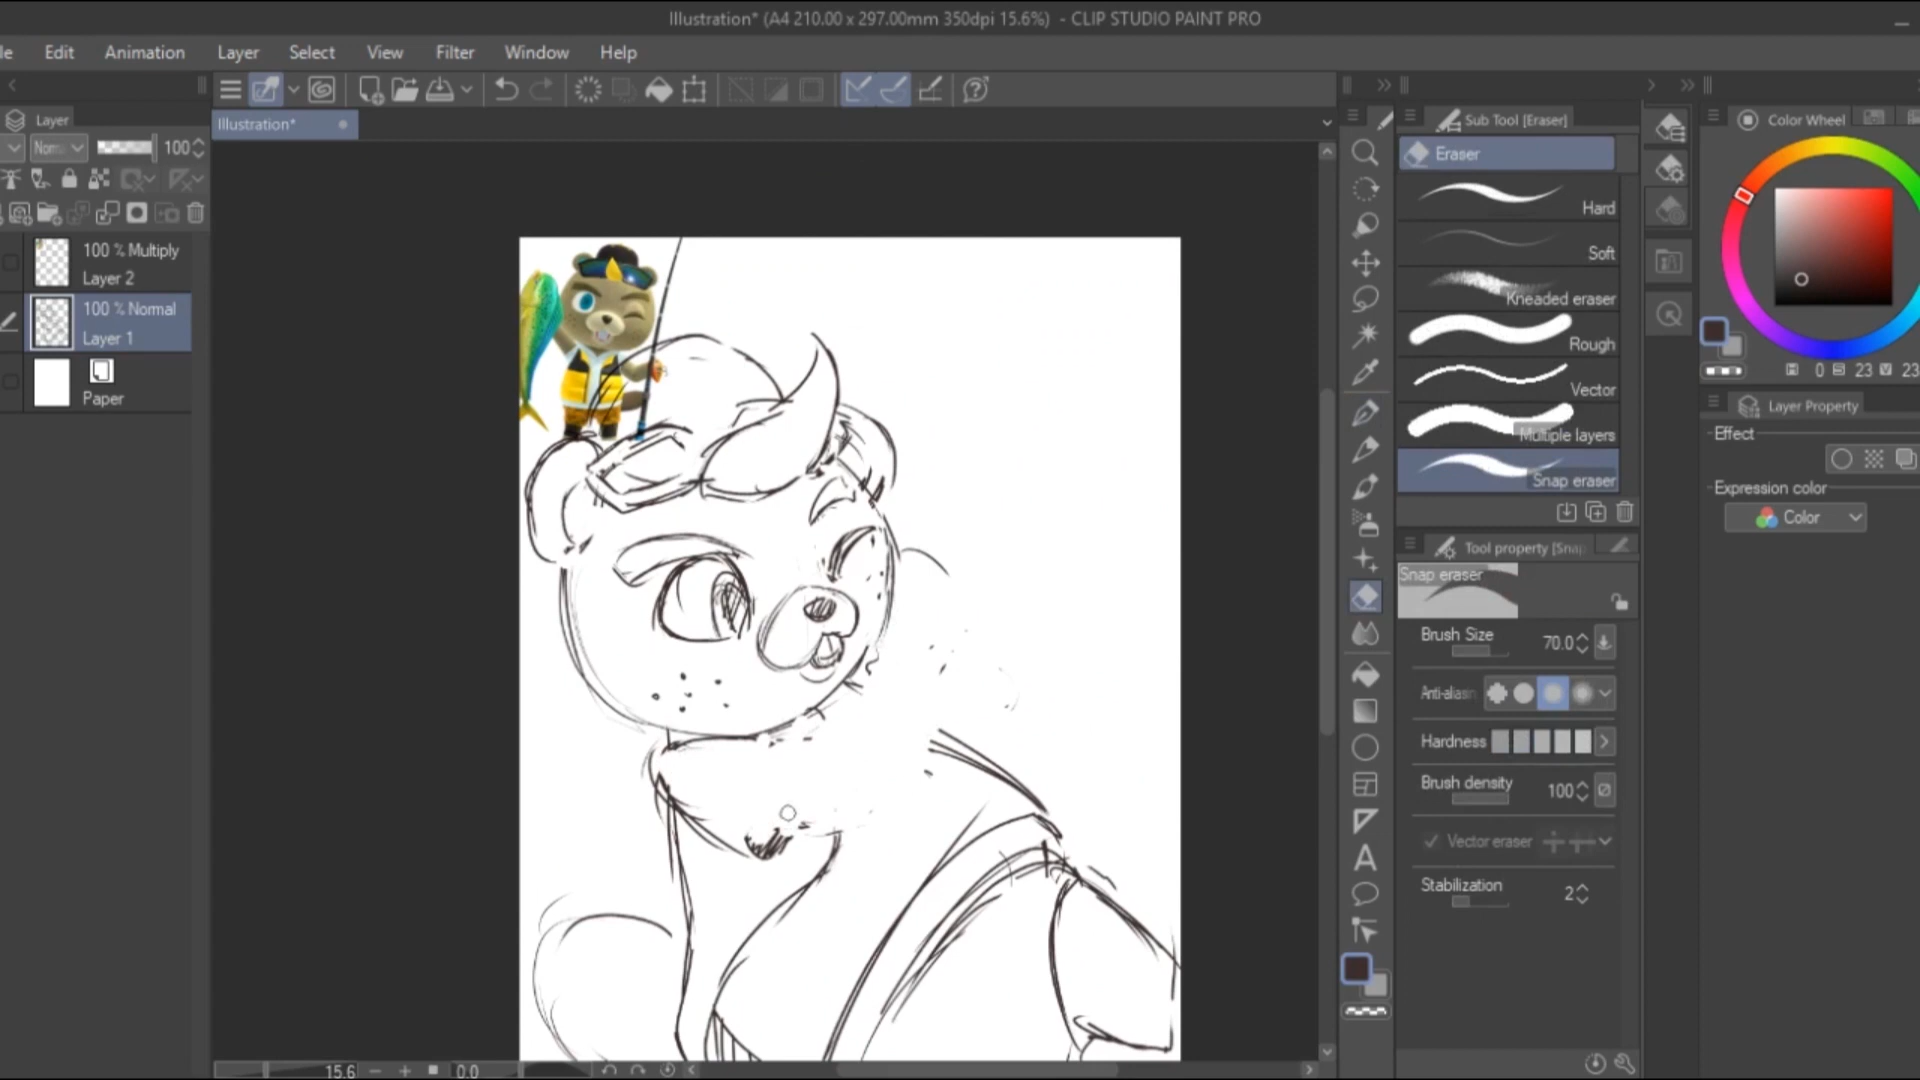 Illustration* (A4 210.00 x 297.00mm 350dpi 15.6%) - CLIP STUDIO PAINT PRO
le Edit Animation Layer Select View Filter Window Help
Illustration*
Layer
100
100 % Multiply
Layer 2
100 % Normal
Layer 1
Paper
15.6
0.0
Sub Tool [Eraser]
Eraser
Hard
Soft
Kneaded eraser
Rough
Vector
Multiple layers
Snap eraser
Tool property [Snap
Snap eraser
Brush Size 70.0
Anti-aliasin
Hardness
Brush density 100
Vector eraser
Stabilization 2
Color Wheel
H 0 S 23 V 23
Layer Property
Effect
Expression color
Color